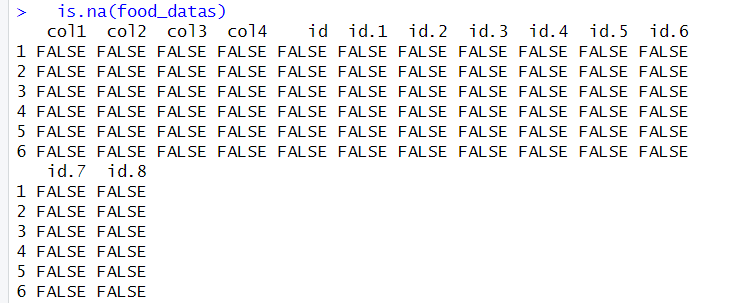 > is.na(food_datas)
col1 col2 col3 col4 id id.1 id.2 id.3 id.4 id.5 id.6
1 FALSE FALSE FALSE FALSE FALSE FALSE FALSE FALSE FALSE FALSE FALSE
2 FALSE FALSE FALSE FALSE FALSE FALSE FALSE FALSE FALSE FALSE FALSE
3 FALSE FALSE FALSE FALSE FALSE FALSE FALSE FALSE FALSE FALSE FALSE
4 FALSE FALSE FALSE FALSE FALSE FALSE FALSE FALSE FALSE FALSE FALSE
5 FALSE FALSE FALSE FALSE FALSE FALSE FALSE FALSE FALSE FALSE FALSE
6 FALSE FALSE FALSE FALSE FALSE FALSE FALSE FALSE FALSE FALSE FALSE
id.7 id.8
1 FALSE FALSE
2 FALSE FALSE
3 FALSE FALSE
4 FALSE FALSE
5 FALSE FALSE
6 FALSE FALSE